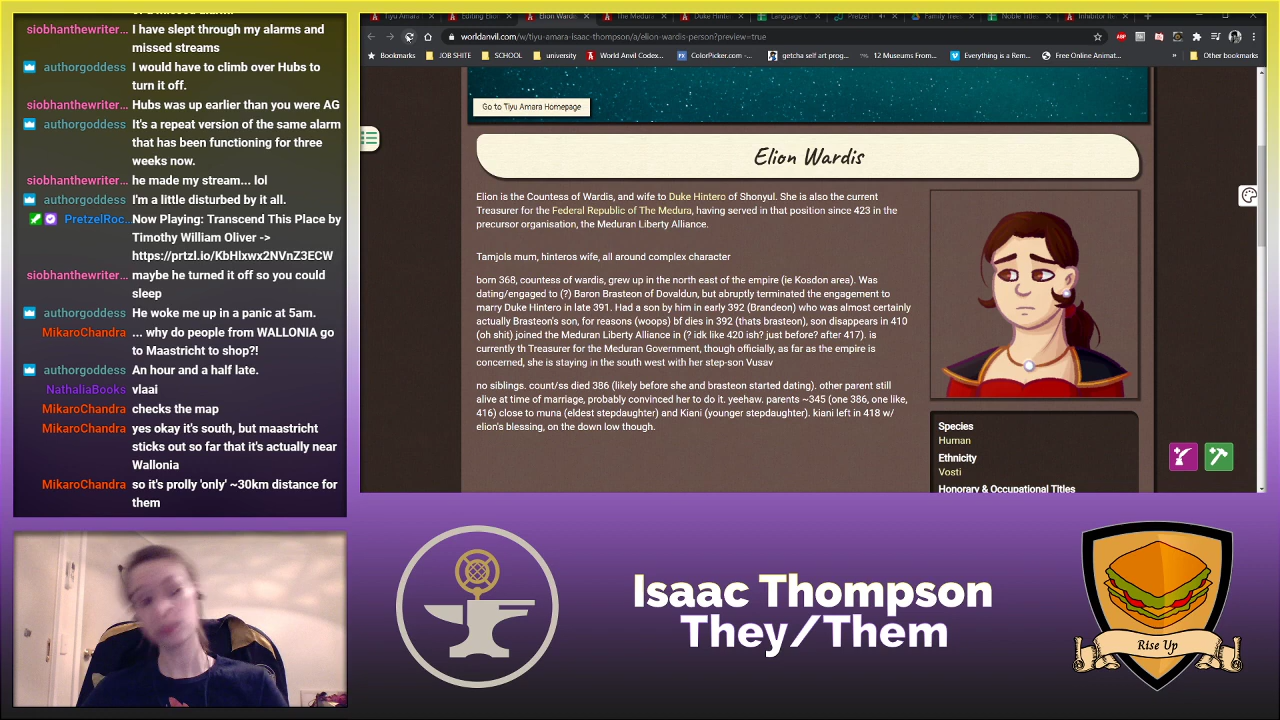 siobhanthewriter... I have slept through my alarms and
missed streams
authorgoddess I would have to climb over Hubs to
turn it off.
siobhanthewriter... Hubs was up earlier than you were AG
authorgoddess It's a repeat version of the same alarm
that has been functioning for three
weeks now.
siobhanthewriter... he made my stream... lol
authorgoddess I'm a little disturbed by it all.
PretzelRoc... Now Playing: Transcend This Place by
Timothy William Oliver ->
https://prtzl.io/KbHlxwx2NVnZ3ECW
siobhanthewriter... maybe he turned it off so you could
sleep
authorgoddess He woke me up in a panic at 5am.
MikaroChandra ... why do people from WALLONIA go
to Maastricht to shop?!
authorgoddess An hour and a half late.
NathaliaBooks vlaai
MikaroChandra checks the map
MikaroChandra yes okay it's south, but maastricht
sticks out so far that it's actually near
Wallonia
MikaroChandra so it's prolly 'only' ~30km distance for
them
Tiyu Amara
Editing Elion
Elion Wardis
The Medura
Duke Hinter
Language D
Pretzel
Family Tree
Noble Titles
Inhibitor
worldanvil.com/w/tiyu-amara-isaac-thompson/a/elion-wardis-person?preview=true
Bookmarks JOB SHITE SCHOOL university World Anvil Codex... ColorPicker.com -... getcha self art prog... 12 Museums From... Everything is a Rem... Free Online Animat... Other bookmarks
Go to Tiyu Amara Homepage
Elion Wardis
Elion is the Countess of Wardis, and wife to Duke Hintero of Shonyul. She is also the current
Treasurer for the Federal Republic of The Medura, having served in that position since 423 in the
precursor organisation, the Meduran Liberty Alliance.
Tamjols mum, hinteros wife, all around complex character
born 368, countess of wardis, grew up in the north east of the empire (ie Kosdon area). Was
dating/engaged to (?) Baron Brasteon of Dovaldun, but abruptly terminated the engagement to
marry Duke Hintero in late 391. Had a son by him in early 392 (Brandeon) who was almost certainly
actually Brasteon's son, for reasons (woops) bf dies in 392 (thats brasteon), son disappears in 410
(oh shit) joined the Meduran Liberty Alliance in (? idk like 420 ish? just before? after 417). is
currently th Treasurer for the Meduran Government, though officially, as far as the empire is
concerned, she is staying in the south west with her step-son Vusav
no siblings. count/ss died 386 (likely before she and brasteon started dating). other parent still
alive at time of marriage, probably convinced her to do it. yeehaw. parents ~345 (one 386, one like,
416) close to muna (eldest stepdaughter) and Kiani (younger stepdaughter). kiani left in 418 w/
elion's blessing, on the down low though.
Species
Human
Ethnicity
Vosti
Honorary & Occupational Titles
Isaac Thompson
They/Them
Rise Up